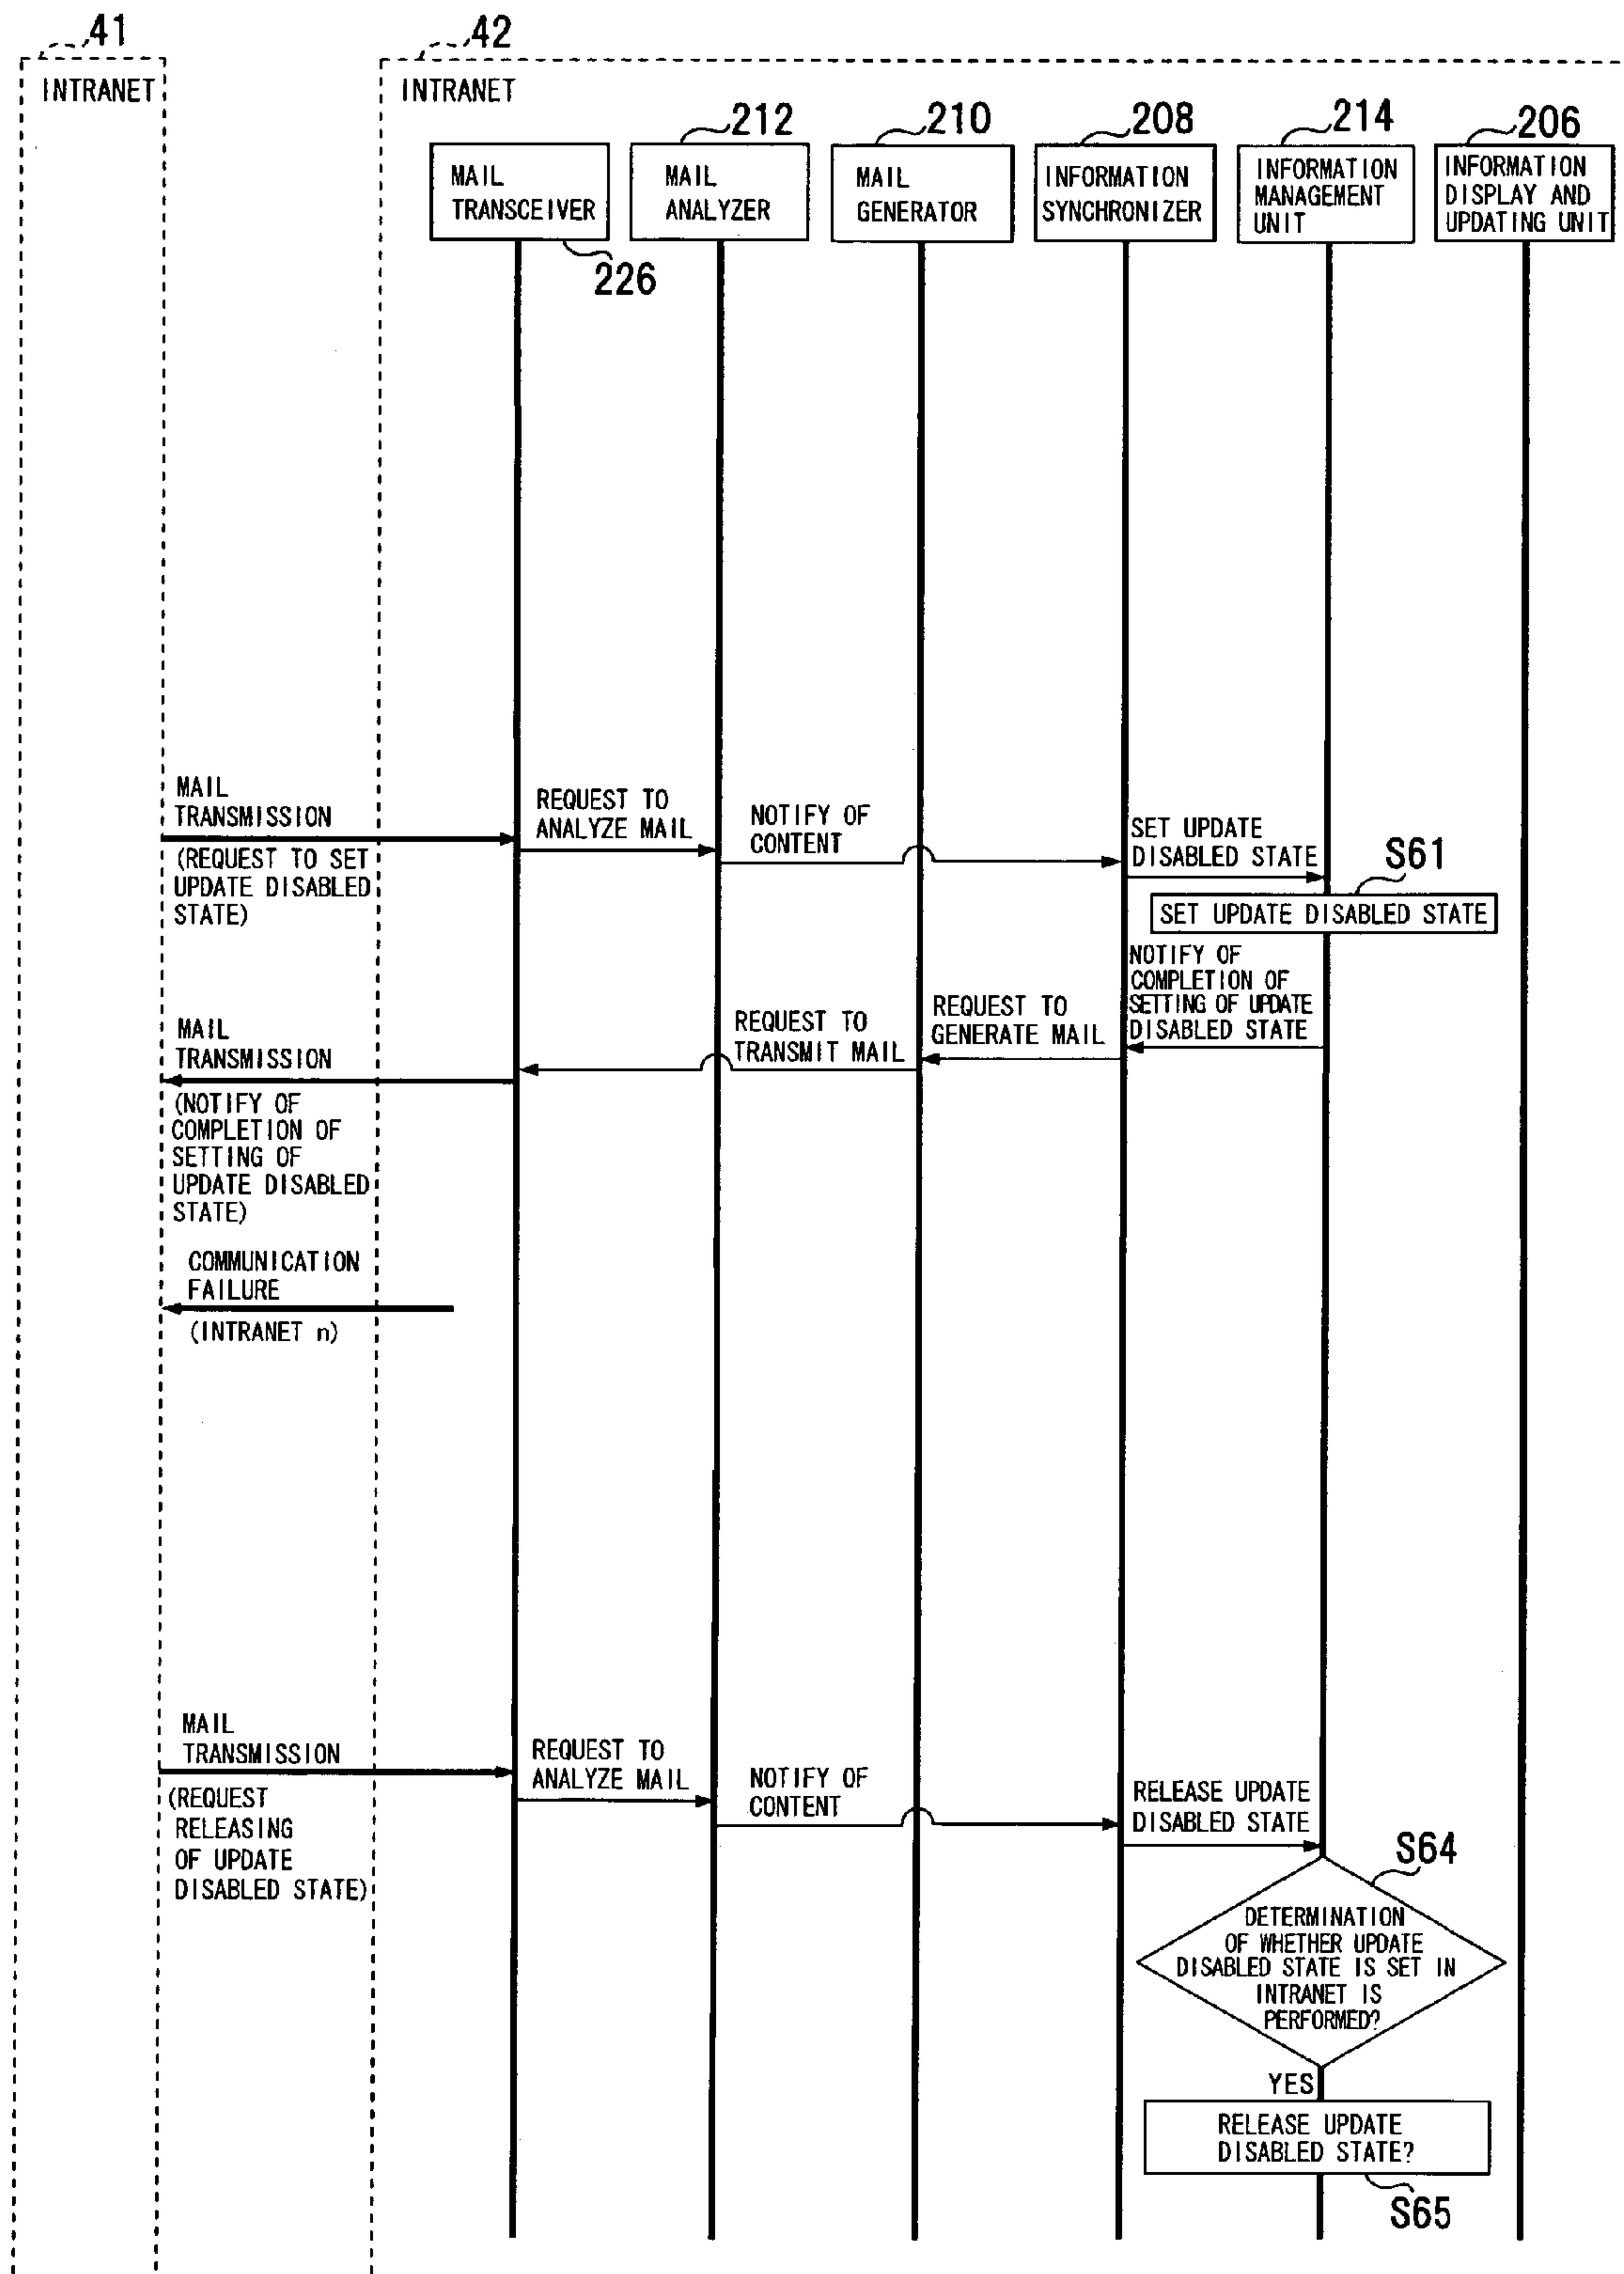 41
42
INTRANET
INTRANET
212
210
208
214
206
MAIL
TRANSCEIVER
MAIL
ANALYZER
MAIL
GENERATOR
INFORMATION
SYNCHRONIZER
INFORMATION
MANAGEMENT
UNIT
INFORMATION
DISPLAY AND
UPDATING UNIT
226
MAIL
TRANSMISSION
(REQUEST TO SET
UPDATE DISABLED
STATE)
REQUEST TO
ANALYZE MAIL
NOTIFY OF
CONTENT
SET UPDATE
DISABLED STATE
S61
SET UPDATE DISABLED STATE
NOTIFY OF
COMPLETION OF
SETTING OF UPDATE
DISABLED STATE
REQUEST TO
GENERATE MAIL
REQUEST TO
TRANSMIT MAIL
MAIL
TRANSMISSION
(NOTIFY OF
COMPLETION OF
SETTING OF
UPDATE DISABLED
STATE)
COMMUNICATION
FAILURE
(INTRANET n)
MAIL
TRANSMISSION
(REQUEST
RELEASING
OF UPDATE
DISABLED STATE)
REQUEST TO
ANALYZE MAIL
NOTIFY OF
CONTENT
RELEASE UPDATE
DISABLED STATE
S64
DETERMINATION
OF WHETHER UPDATE
DISABLED STATE IS SET IN
INTRANET IS
PERFORMED?
YES
RELEASE UPDATE
DISABLED STATE?
S65